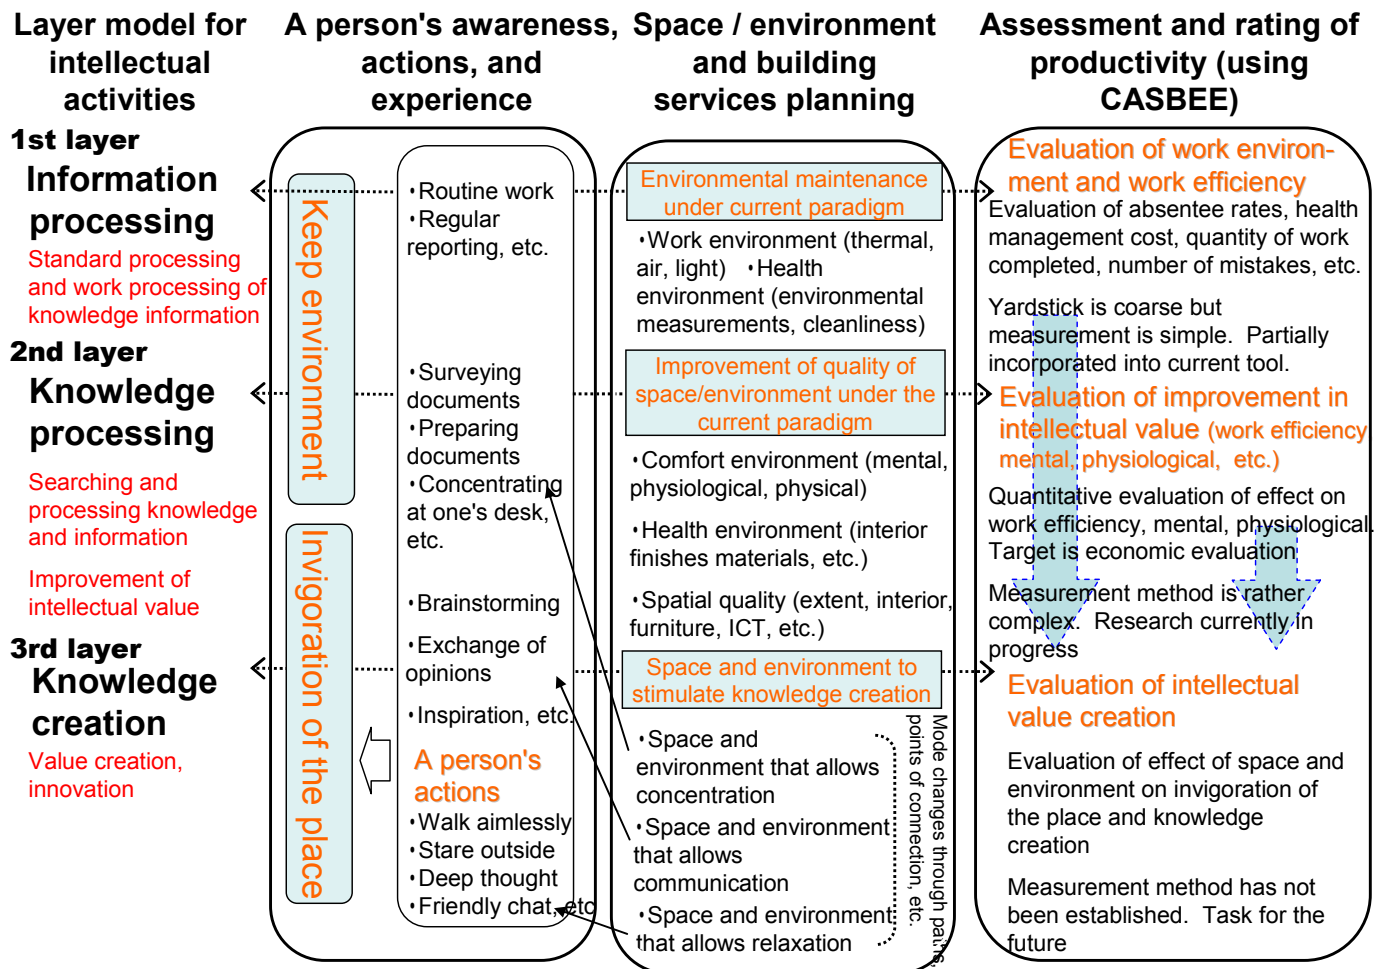 Layer model for
intellectual
activities
A person's awareness,
actions, and
experience
Space / environment
and building
services planning
Assessment and rating of
productivity (using
CASBEE)
1st layer
Information
processing
Standard processing
and work processing of
knowledge information
2nd layer
Knowledge
processing
Searching and
processing knowledge
and information
Improvement of
intellectual value
3rd layer
Knowledge
creation
Value creation,
innovation
Keep environment
Invigoration of the place
・Routine work
・Regular
reporting, etc.
・Surveying
documents
・Preparing
documents
・Concentrating
at one's desk,
etc.
・Brainstorming
・Exchange of
opinions
・Inspiration, etc.
A person's
actions
・Walk aimlessly
・Stare outside
・Deep thought
・Friendly chat, etc
Environmental maintenance
under current paradigm
・Work environment (thermal,
air, light) ・Health
environment (environmental
measurements, cleanliness)
Improvement of quality of
space/environment under the
current paradigm
・Comfort environment (mental,
physiological, physical)
・Health environment (interior
finishes materials, etc.)
・Spatial quality (extent, interior,
furniture, ICT, etc.)
Space and environment to
stimulate knowledge creation
・Space and
environment that allows
concentration
・Space and environment
that allows
communication
・Space and environment
that allows relaxation
Mode changes through paths,
points of connection, etc.
Evaluation of work environ-
ment and work efficiency
Evaluation of absentee rates, health
management cost, quantity of work
completed, number of mistakes, etc.
Yardstick is coarse but
measurement is simple. Partially
incorporated into current tool.
Evaluation of improvement in
intellectual value (work efficiency
mental, physiological, etc.)
Quantitative evaluation of effect on
work efficiency, mental, physiological.
Target is economic evaluation
Measurement method is rather
complex. Research currently in
progress
Evaluation of intellectual
value creation
Evaluation of effect of space and
environment on invigoration of
the place and knowledge
creation
Measurement method has not
been established. Task for the
future